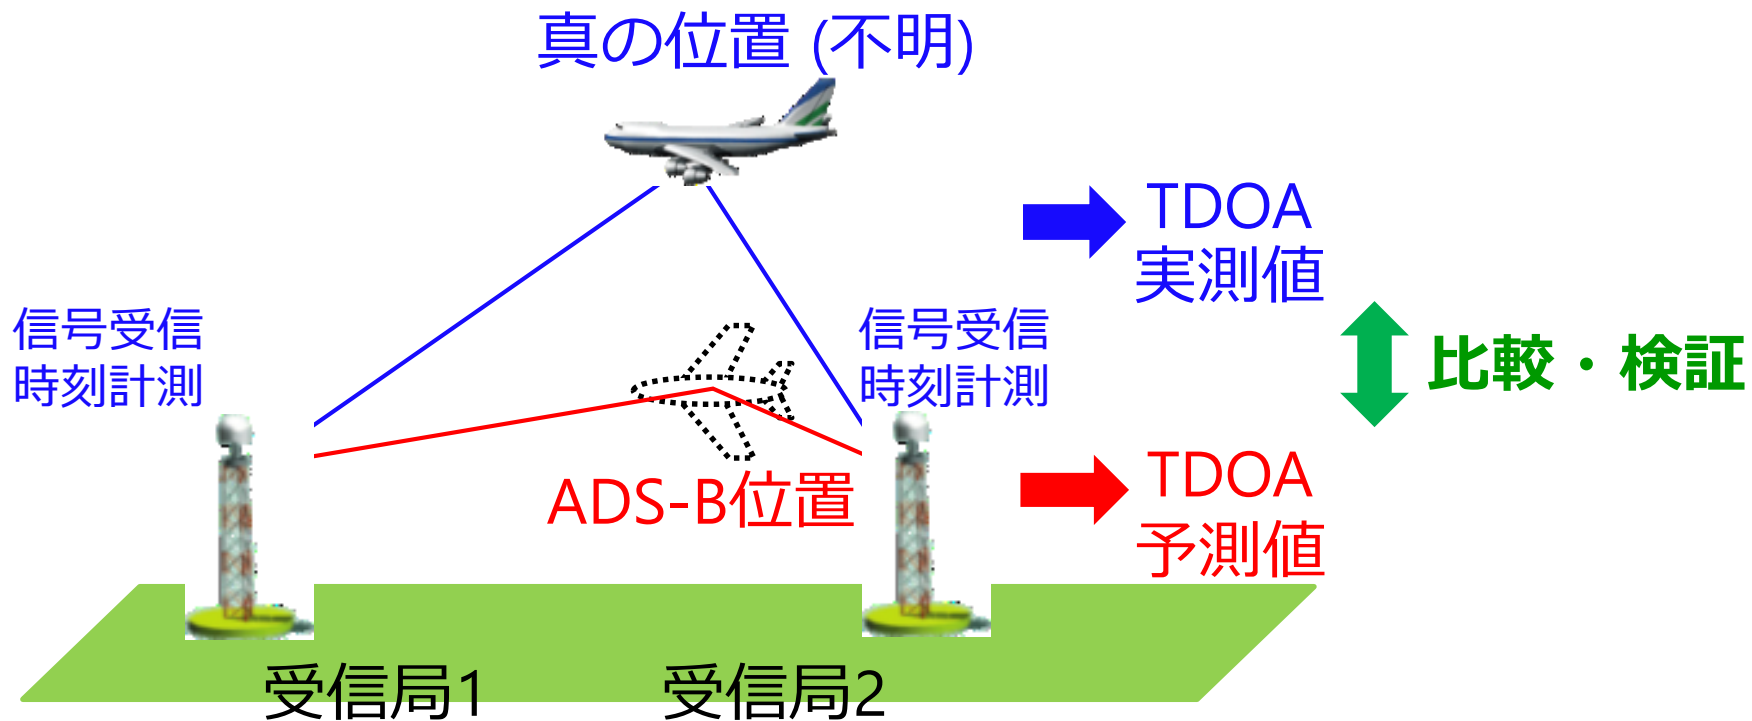 真の位置 (不明)
TDOA
実測値
信号受信
時刻計測
信号受信
時刻計測
比較・検証
ADS-B位置
TDOA
予測値
受信局1
受信局2